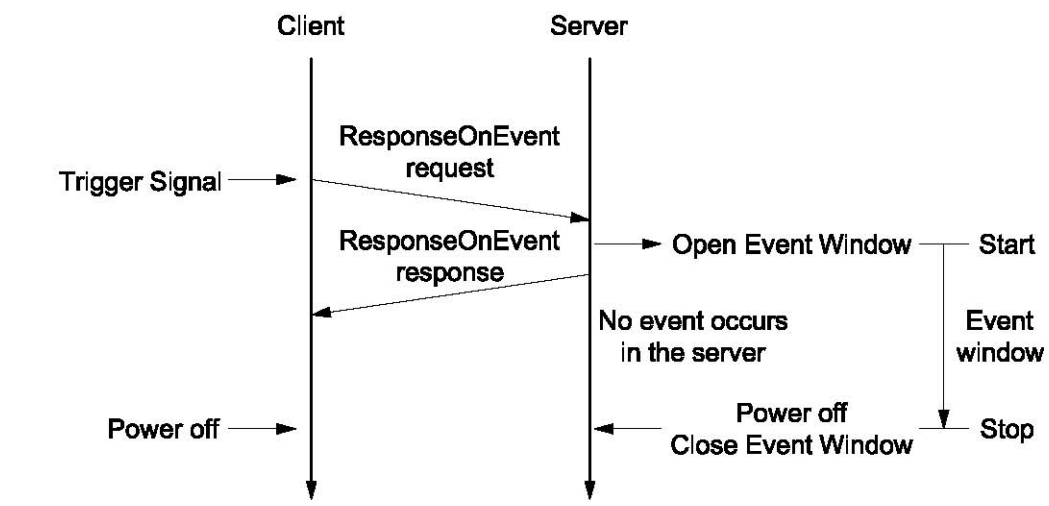 Client
Server
ResponseOnEvent
request
Trigger Signal
ResponseOnEvent
response
Open Event Window
Start
No event occurs
in the server
Event
window
Power off
Power off
Close Event Window
Stop